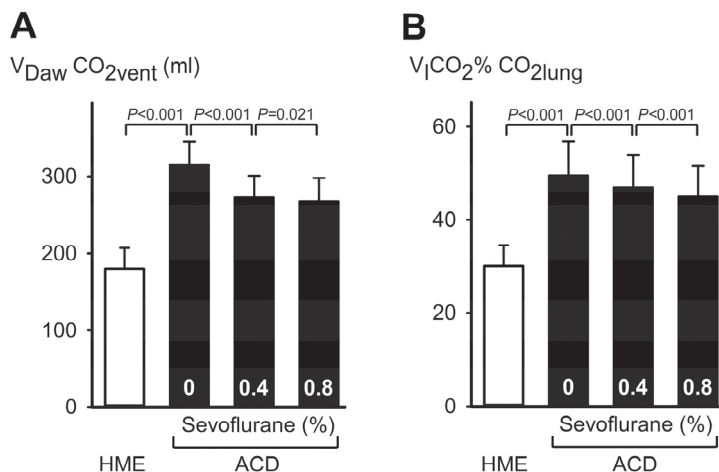 A
V_Daw CO₂vent (ml)
P<0.001 P<0.001 P=0.021
300
200
100
0
0 0.4 0.8
Sevoflurane (%)
HME ACD
B
V_ICO₂% CO₂lung
P<0.001 P<0.001 P<0.001
60
40
20
0
0 0.4 0.8
Sevoflurane (%)
HME ACD